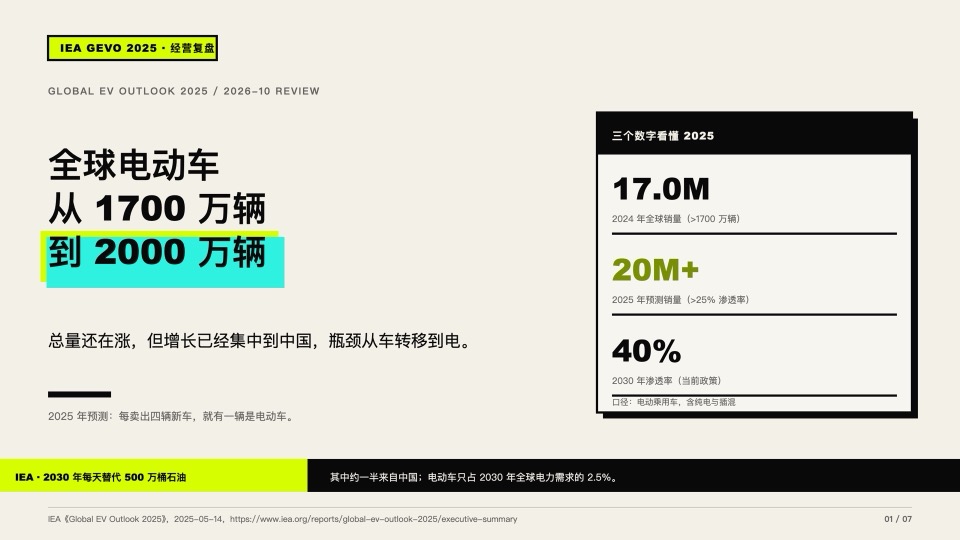 IEA GEVO 2025 · 经营复盘
GLOBAL EV OUTLOOK 2025 / 2026-10 REVIEW
全球电动车
从 1700 万辆
到 2000 万辆
总量还在涨，但增长已经集中到中国，瓶颈从车转移到电。
2025 年预测：每卖出四辆新车，就有一辆是电动车。
三个数字看懂 2025
17.0M
2024 年全球销量（>1700 万辆）
20M+
2025 年预测销量（>25% 渗透率）
40%
2030 年渗透率（当前政策）
口径：电动乘用车，含纯电与插混
IEA · 2030 年每天替代 500 万桶石油
其中约一半来自中国；电动车只占 2030 年全球电力需求的 2.5%。
IEA《Global EV Outlook 2025》，2025-05-14，https://www.iea.org/reports/global-ev-outlook-2025/executive-summary
01 / 07